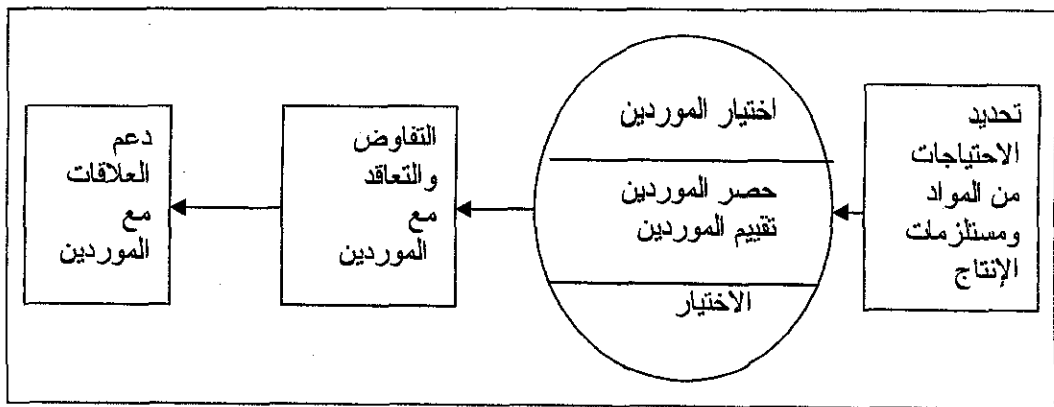 تحديد
الاحتياجات
من المواد
ومستلزمات
الإنتاج
اختيار الموردين
حصر الموردين
تقييم الموردين
الاختيار
التفاوض
والتعاقد
مع
الموردين
دعم
العلاقات
مع
الموردين